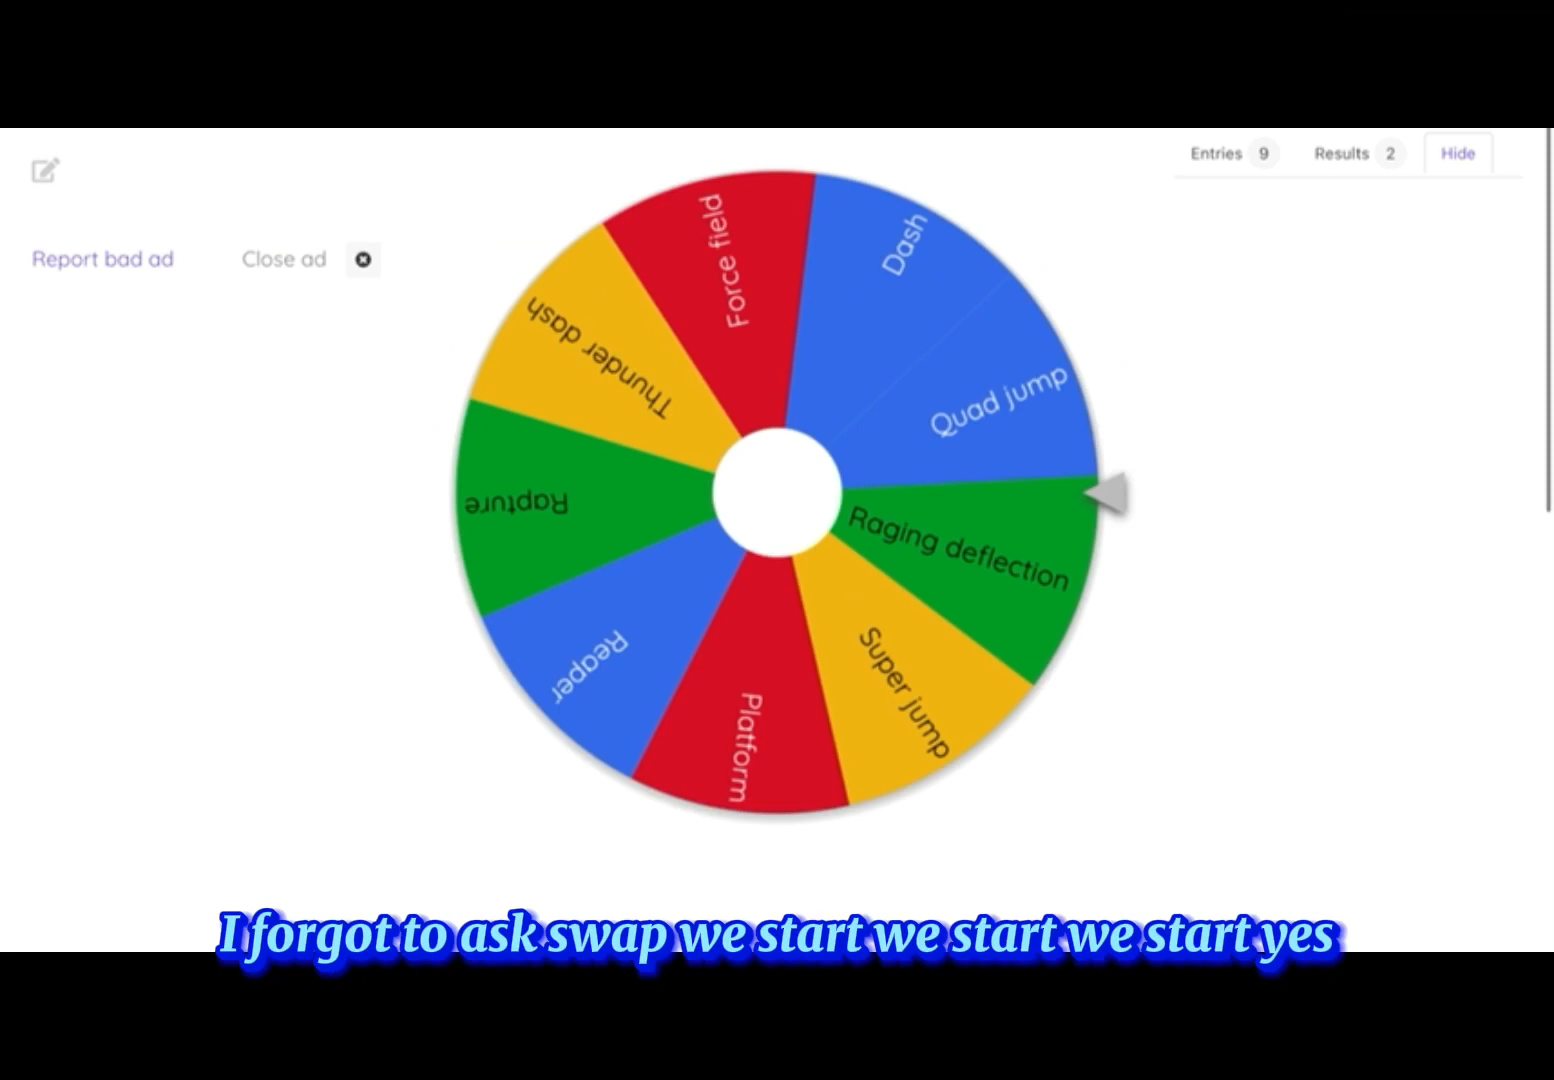 Entries 9 Results 2 Hide
Report bad ad Close ad
Force field
Dash
Quad jump
Raging deflection
Super jump
Platform
Reaper
Rapture
Thunder dash
I forgot to ask swap we start we start we start yes